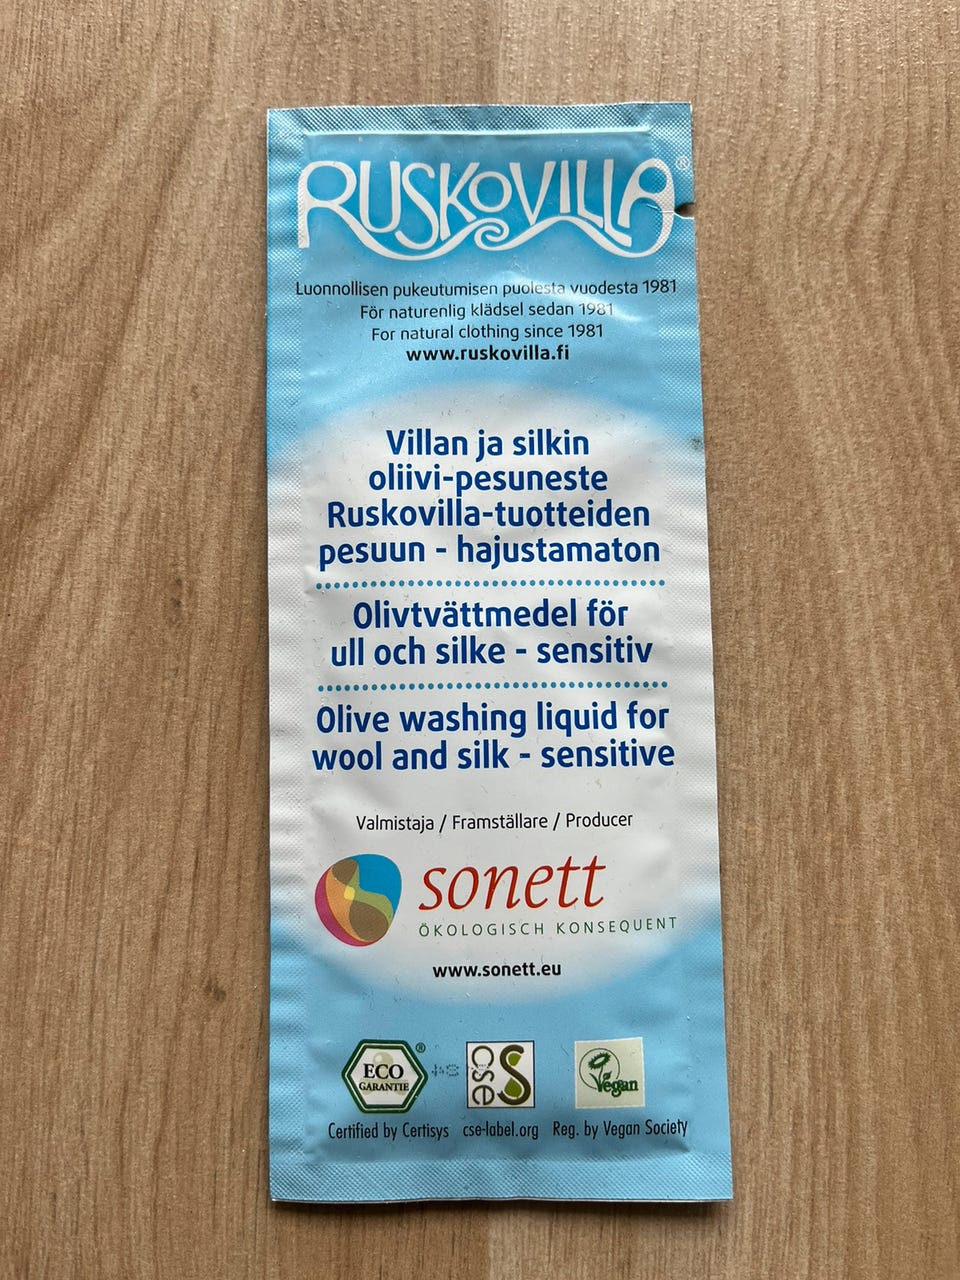 RUSKOVILLA®
Luonnollisen pukeutumisen puolesta vuodesta 1981
För naturenlig klädsel sedan 1981
For natural clothing since 1981
www.ruskovilla.fi
Villan ja silkin
oliivi-pesuneste
Ruskovilla-tuotteiden
pesuun - hajustamaton
Olivtvättmedel för
ull och silke - sensitiv
Olive washing liquid for
wool and silk - sensitive
Valmistaja / Framställare / Producer
sonett
ÖKOLOGISCH KONSEQUENT
www.sonett.eu
ECO ®
GARANTIE
cse
Vegan
Certified by Certisys cse-label.org Reg. by Vegan Society